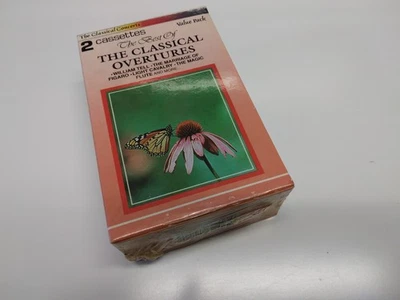 The Classical Concerto
Value Pack
2 cassettes
The Best Of
THE CLASSICAL
OVERTURES
•WILLIAM TELL•THE MARRIAGE OF
FIGARO•LIGHT CAVALRY•THE MAGIC
FLUTE AND MORE